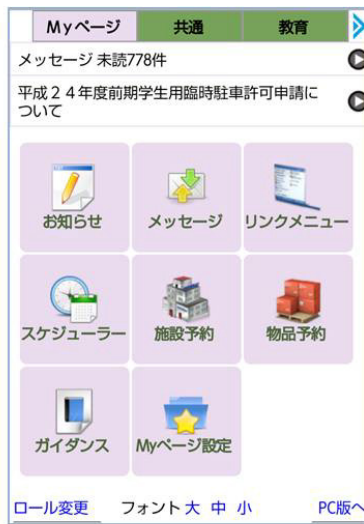 Myページ 共通 教育
メッセージ 未読778件
平成24年度前期学生用臨時駐車許可申請に
ついて
お知らせ メッセージ リンクメニュー
スケジューラー 施設予約 物品予約
ガイダンス Myページ設定
ロール変更 フォント 大 中 小 PC版へ